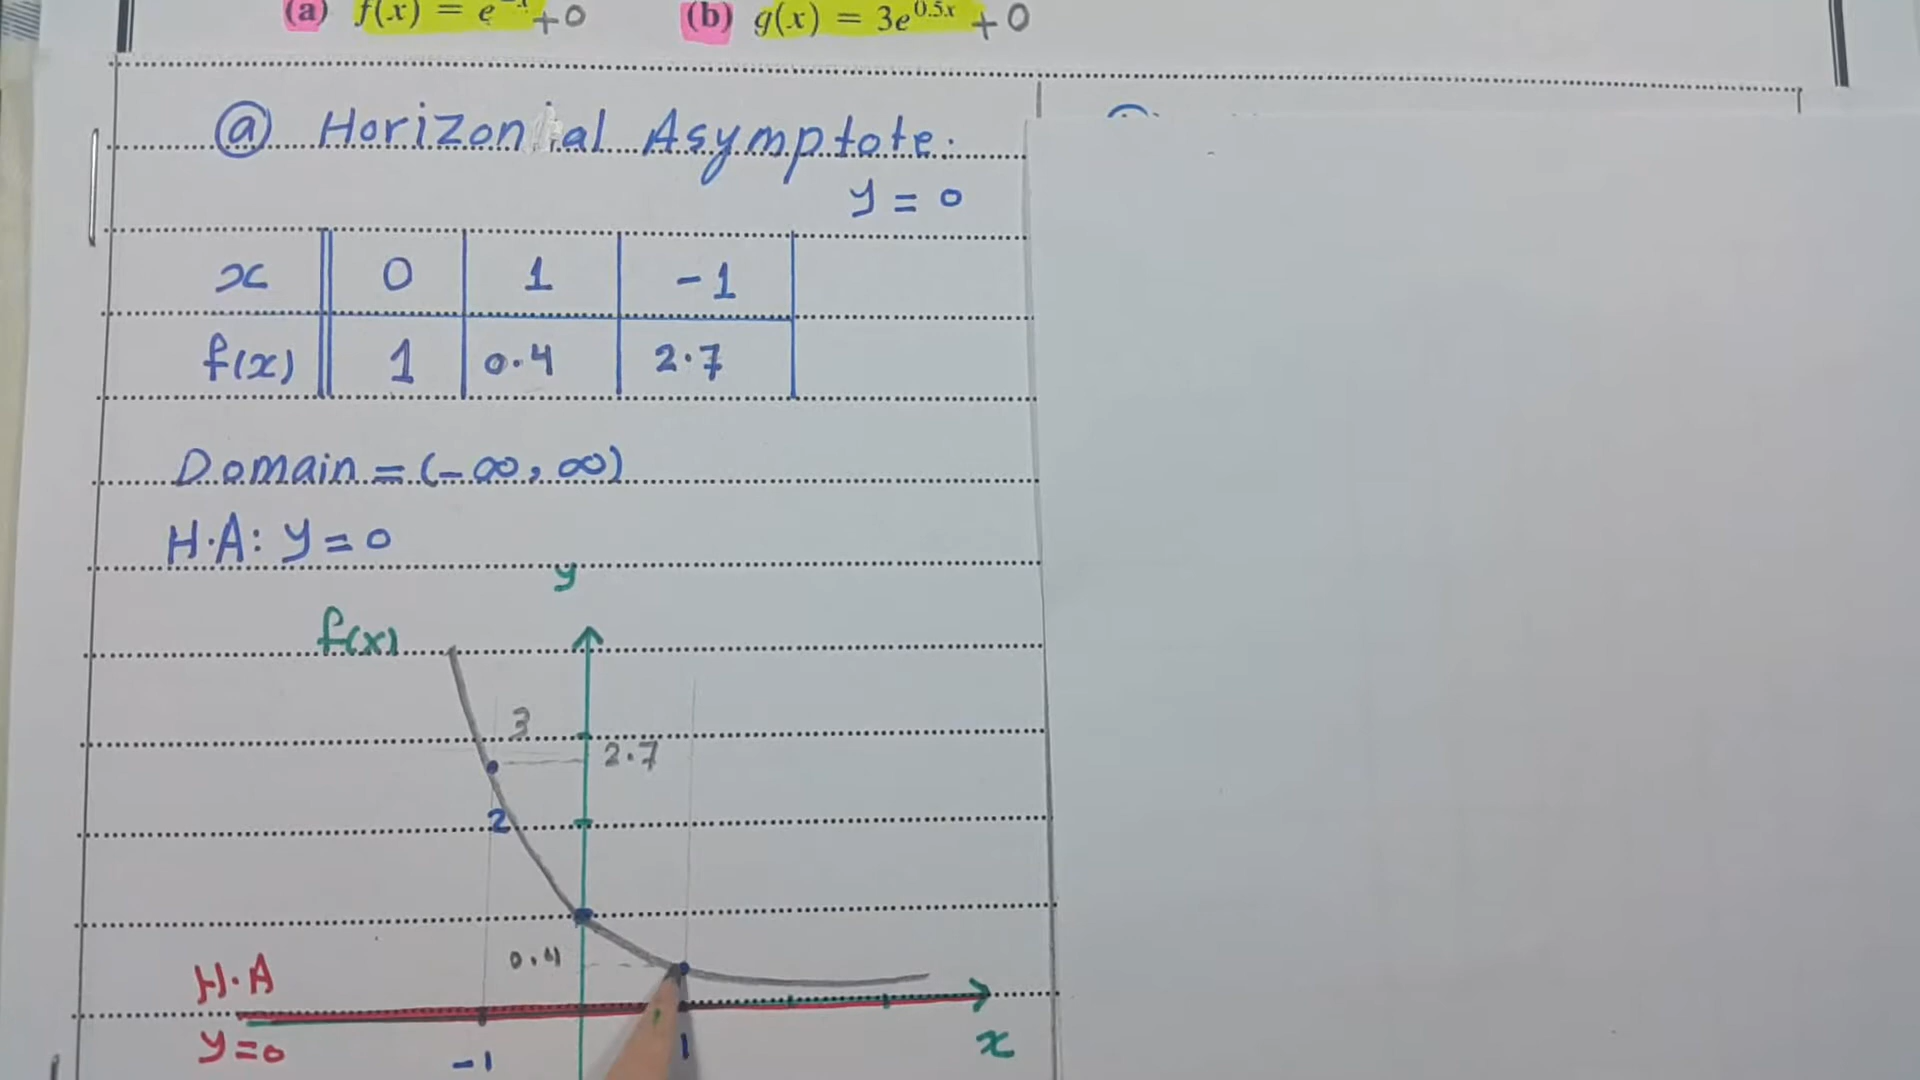 (a) f(x) = e^-x +0 (b) g(x) = 3e^0.5x +0
ⓐ Horizontial Asymptote.
y = 0
x 0 1 -1
f(x) 1 0.4 2.7
Domain = (-∞, ∞)
H.A: y = 0
y
f(x)
3
2.7
2
0.4
H.A
y=0
-1 1 x